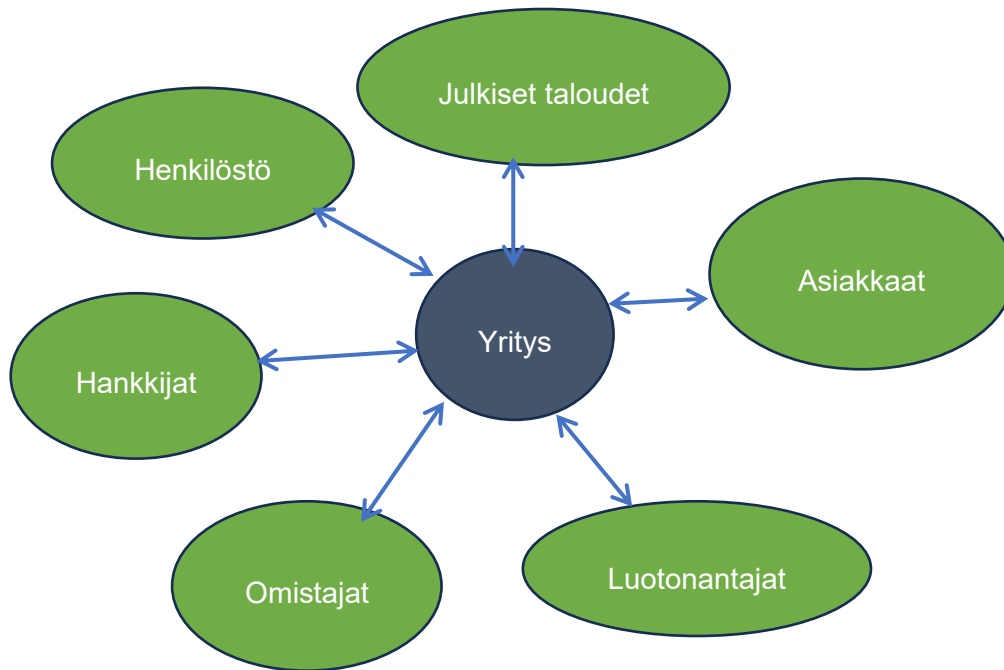 Julkiset taloudet
Henkilöstö
Asiakkaat
Yritys
Hankkijat
Luotonantajat
Omistajat